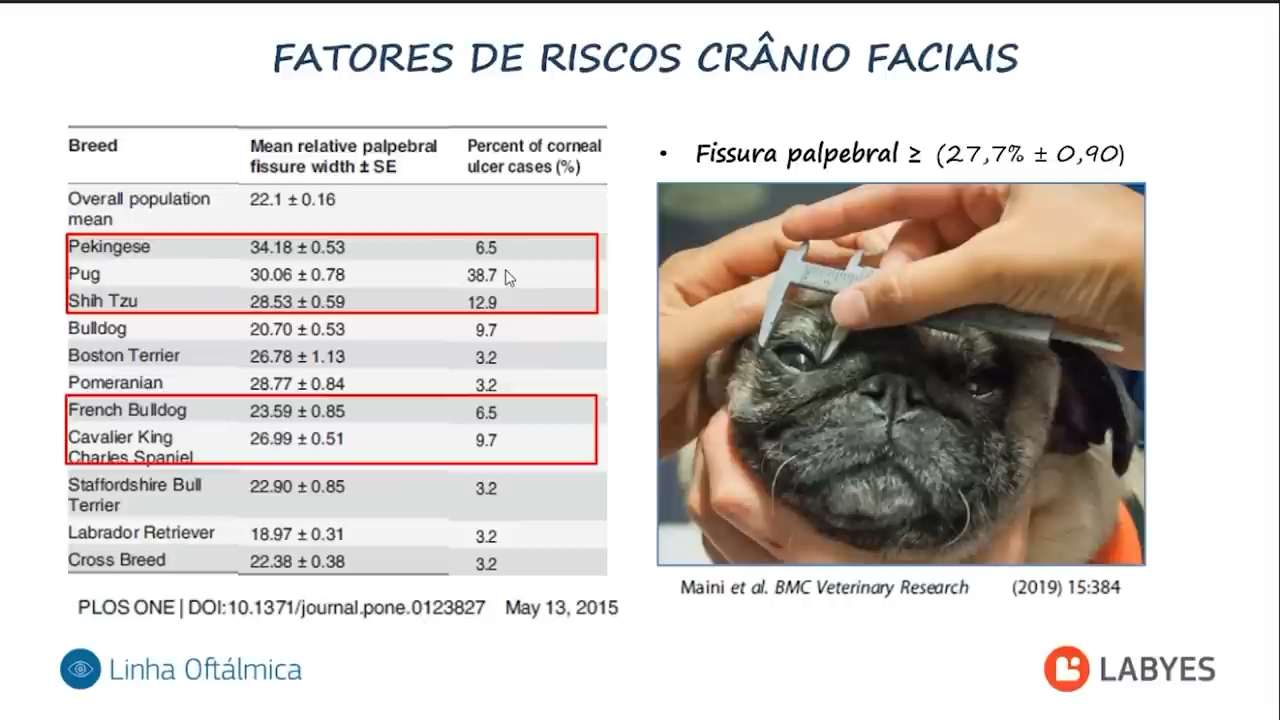 FATORES DE RISCOS CRÂNIO FACIAIS
Breed Mean relative palpebral fissure width ± SE Percent of corneal ulcer cases (%)
Overall population mean 22.1 ± 0.16
Pekingese 34.18 ± 0.53 6.5
Pug 30.06 ± 0.78 38.7
Shih Tzu 28.53 ± 0.59 12.9
Bulldog 20.70 ± 0.53 9.7
Boston Terrier 26.78 ± 1.13 3.2
Pomeranian 28.77 ± 0.84 3.2
French Bulldog 23.59 ± 0.85 6.5
Cavalier King Charles Spaniel 26.99 ± 0.51 9.7
Staffordshire Bull Terrier 22.90 ± 0.85 3.2
Labrador Retriever 18.97 ± 0.31 3.2
Cross Breed 22.38 ± 0.38 3.2
PLOS ONE | DOI:10.1371/journal.pone.0123827 May 13, 2015
• Fissura palpebral ≥ (27,7% ± 0,90)
Maini et al. BMC Veterinary Research (2019) 15:384
Linha Oftálmica
LABYES